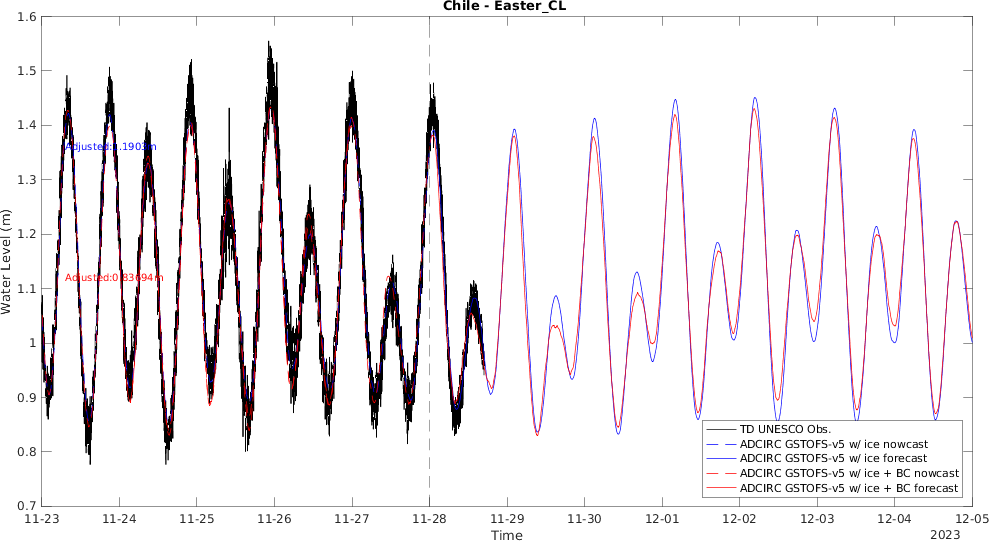 Chile - Easter_CL
1.6
1.5
1.4
1.3
1.2
1.1
1
0.9
0.8
0.7
Water Level (m)
Adjusted:
Adjusted:
TD UNESCO Obs.
ADCIRC GSTOFS-v5 w/ ice nowcast
ADCIRC GSTOFS-v5 w/ ice forecast
ADCIRC GSTOFS-v5 w/ ice + BC nowcast
ADCIRC GSTOFS-v5 w/ ice + BC forecast
11-23 11-24 11-25 11-26 11-27 11-28 11-29 11-30 12-01 12-02 12-03 12-04 12-05
Time
2023